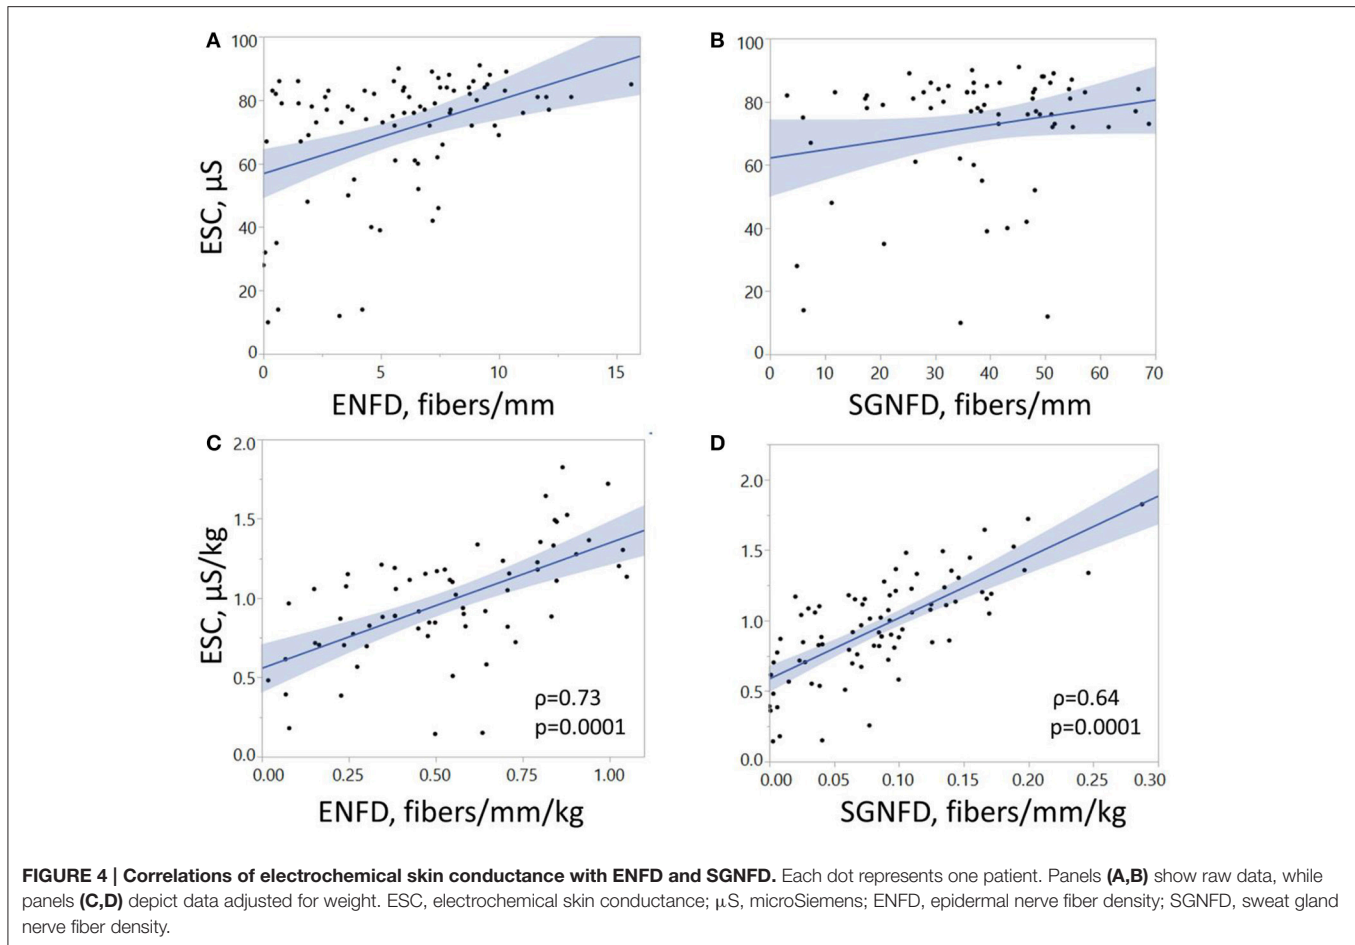 A
B
100
80
60
40
20
0
ESC, µS
0 5 10 15
ENFD, fibers/mm
100
80
60
40
20
0
0 10 20 30 40 50 60 70
SGNFD, fibers/mm
C
D
2.0
1.5
1.0
0.5
0.0
ESC, µS/kg
ρ=0.73
p=0.0001
0.00 0.25 0.50 0.75 1.00
ENFD, fibers/mm/kg
2.0
1.5
1.0
0.5
0.0
ρ=0.64
p=0.0001
0.00 0.05 0.10 0.15 0.20 0.25 0.30
SGNFD, fibers/mm/kg
FIGURE 4 | Correlations of electrochemical skin conductance with ENFD and SGNFD. Each dot represents one patient. Panels (A,B) show raw data, while
panels (C,D) depict data adjusted for weight. ESC, electrochemical skin conductance; µS, microSiemens; ENFD, epidermal nerve fiber density; SGNFD, sweat gland
nerve fiber density.